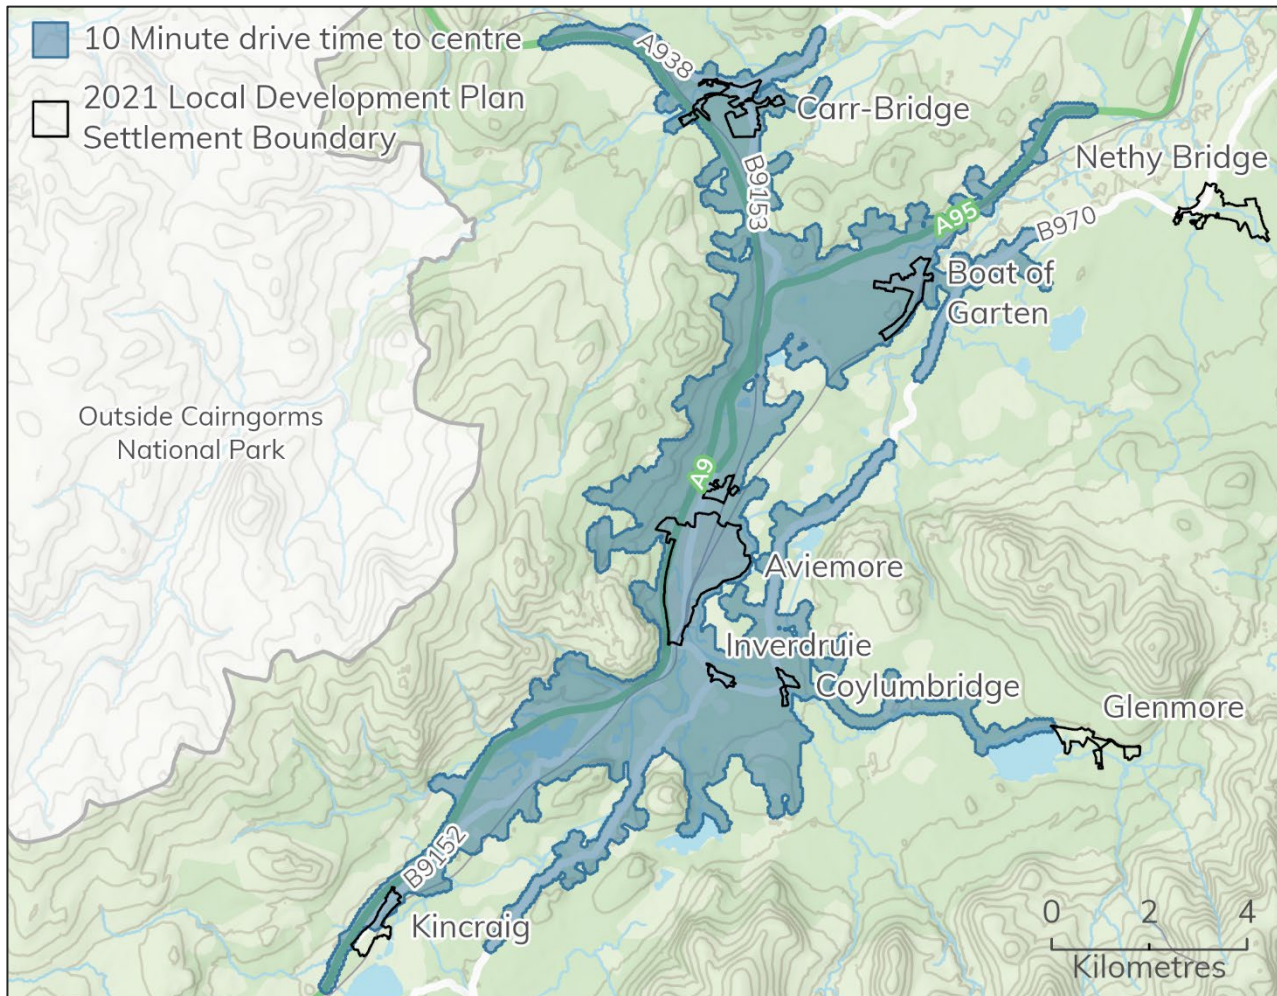 10 Minute drive time to centre
2021 Local Development Plan
Settlement Boundary
A938
Carr-Bridge
B9153
Nethy Bridge
A95
B970
Boat of
Garten
Outside Cairngorms
National Park
A9
Aviemore
Inverdruie
Coylumbridge
Glenmore
B9152
Kincraig
0 2 4
Kilometres